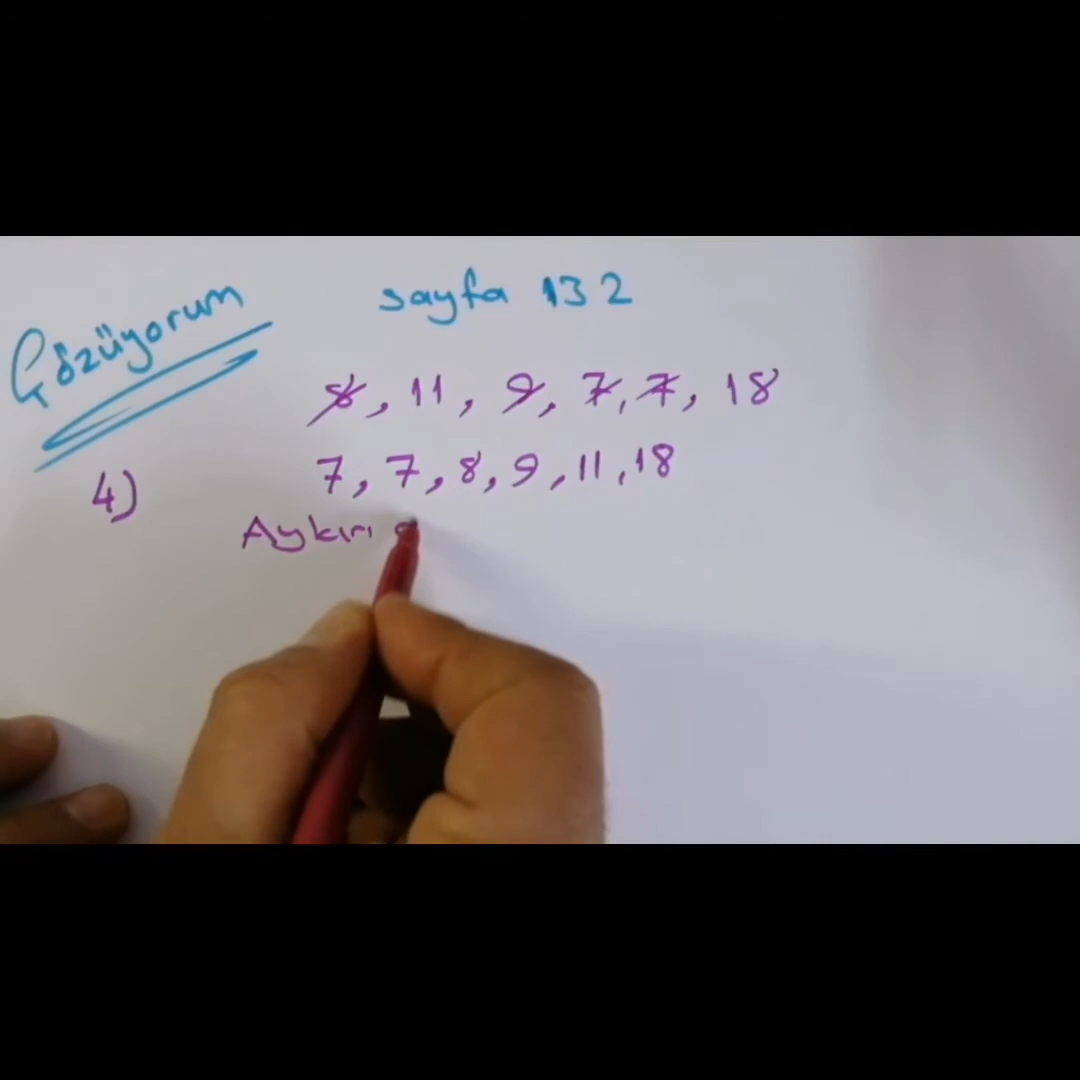 Çözüyorum sayfa 132
8, 11, 9, 7, 7, 18
4) 7, 7, 8, 9, 11, 18
Aykırı